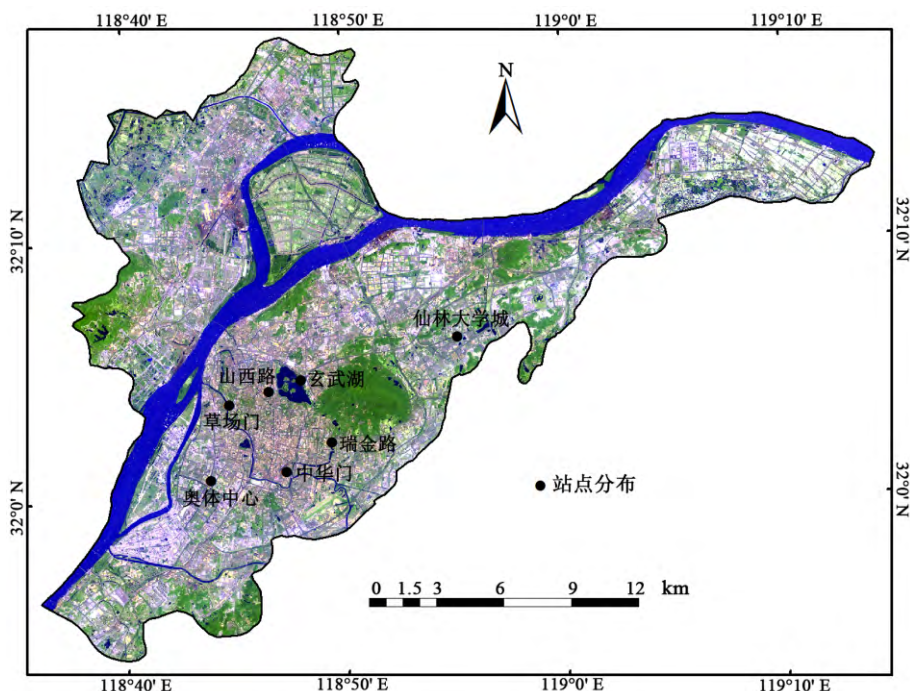 118°40′ E 118°50′ E 119°0′ E 119°10′ E
N
32°10′ N 32°10′ N
仙林大学城
山西路 玄武湖
草场门
瑞金路
中华门
奥体中心
站点分布
32°0′ N 32°0′ N
0 1.5 3 6 9 12 km
118°40′ E 118°50′ E 119°0′ E 119°10′ E